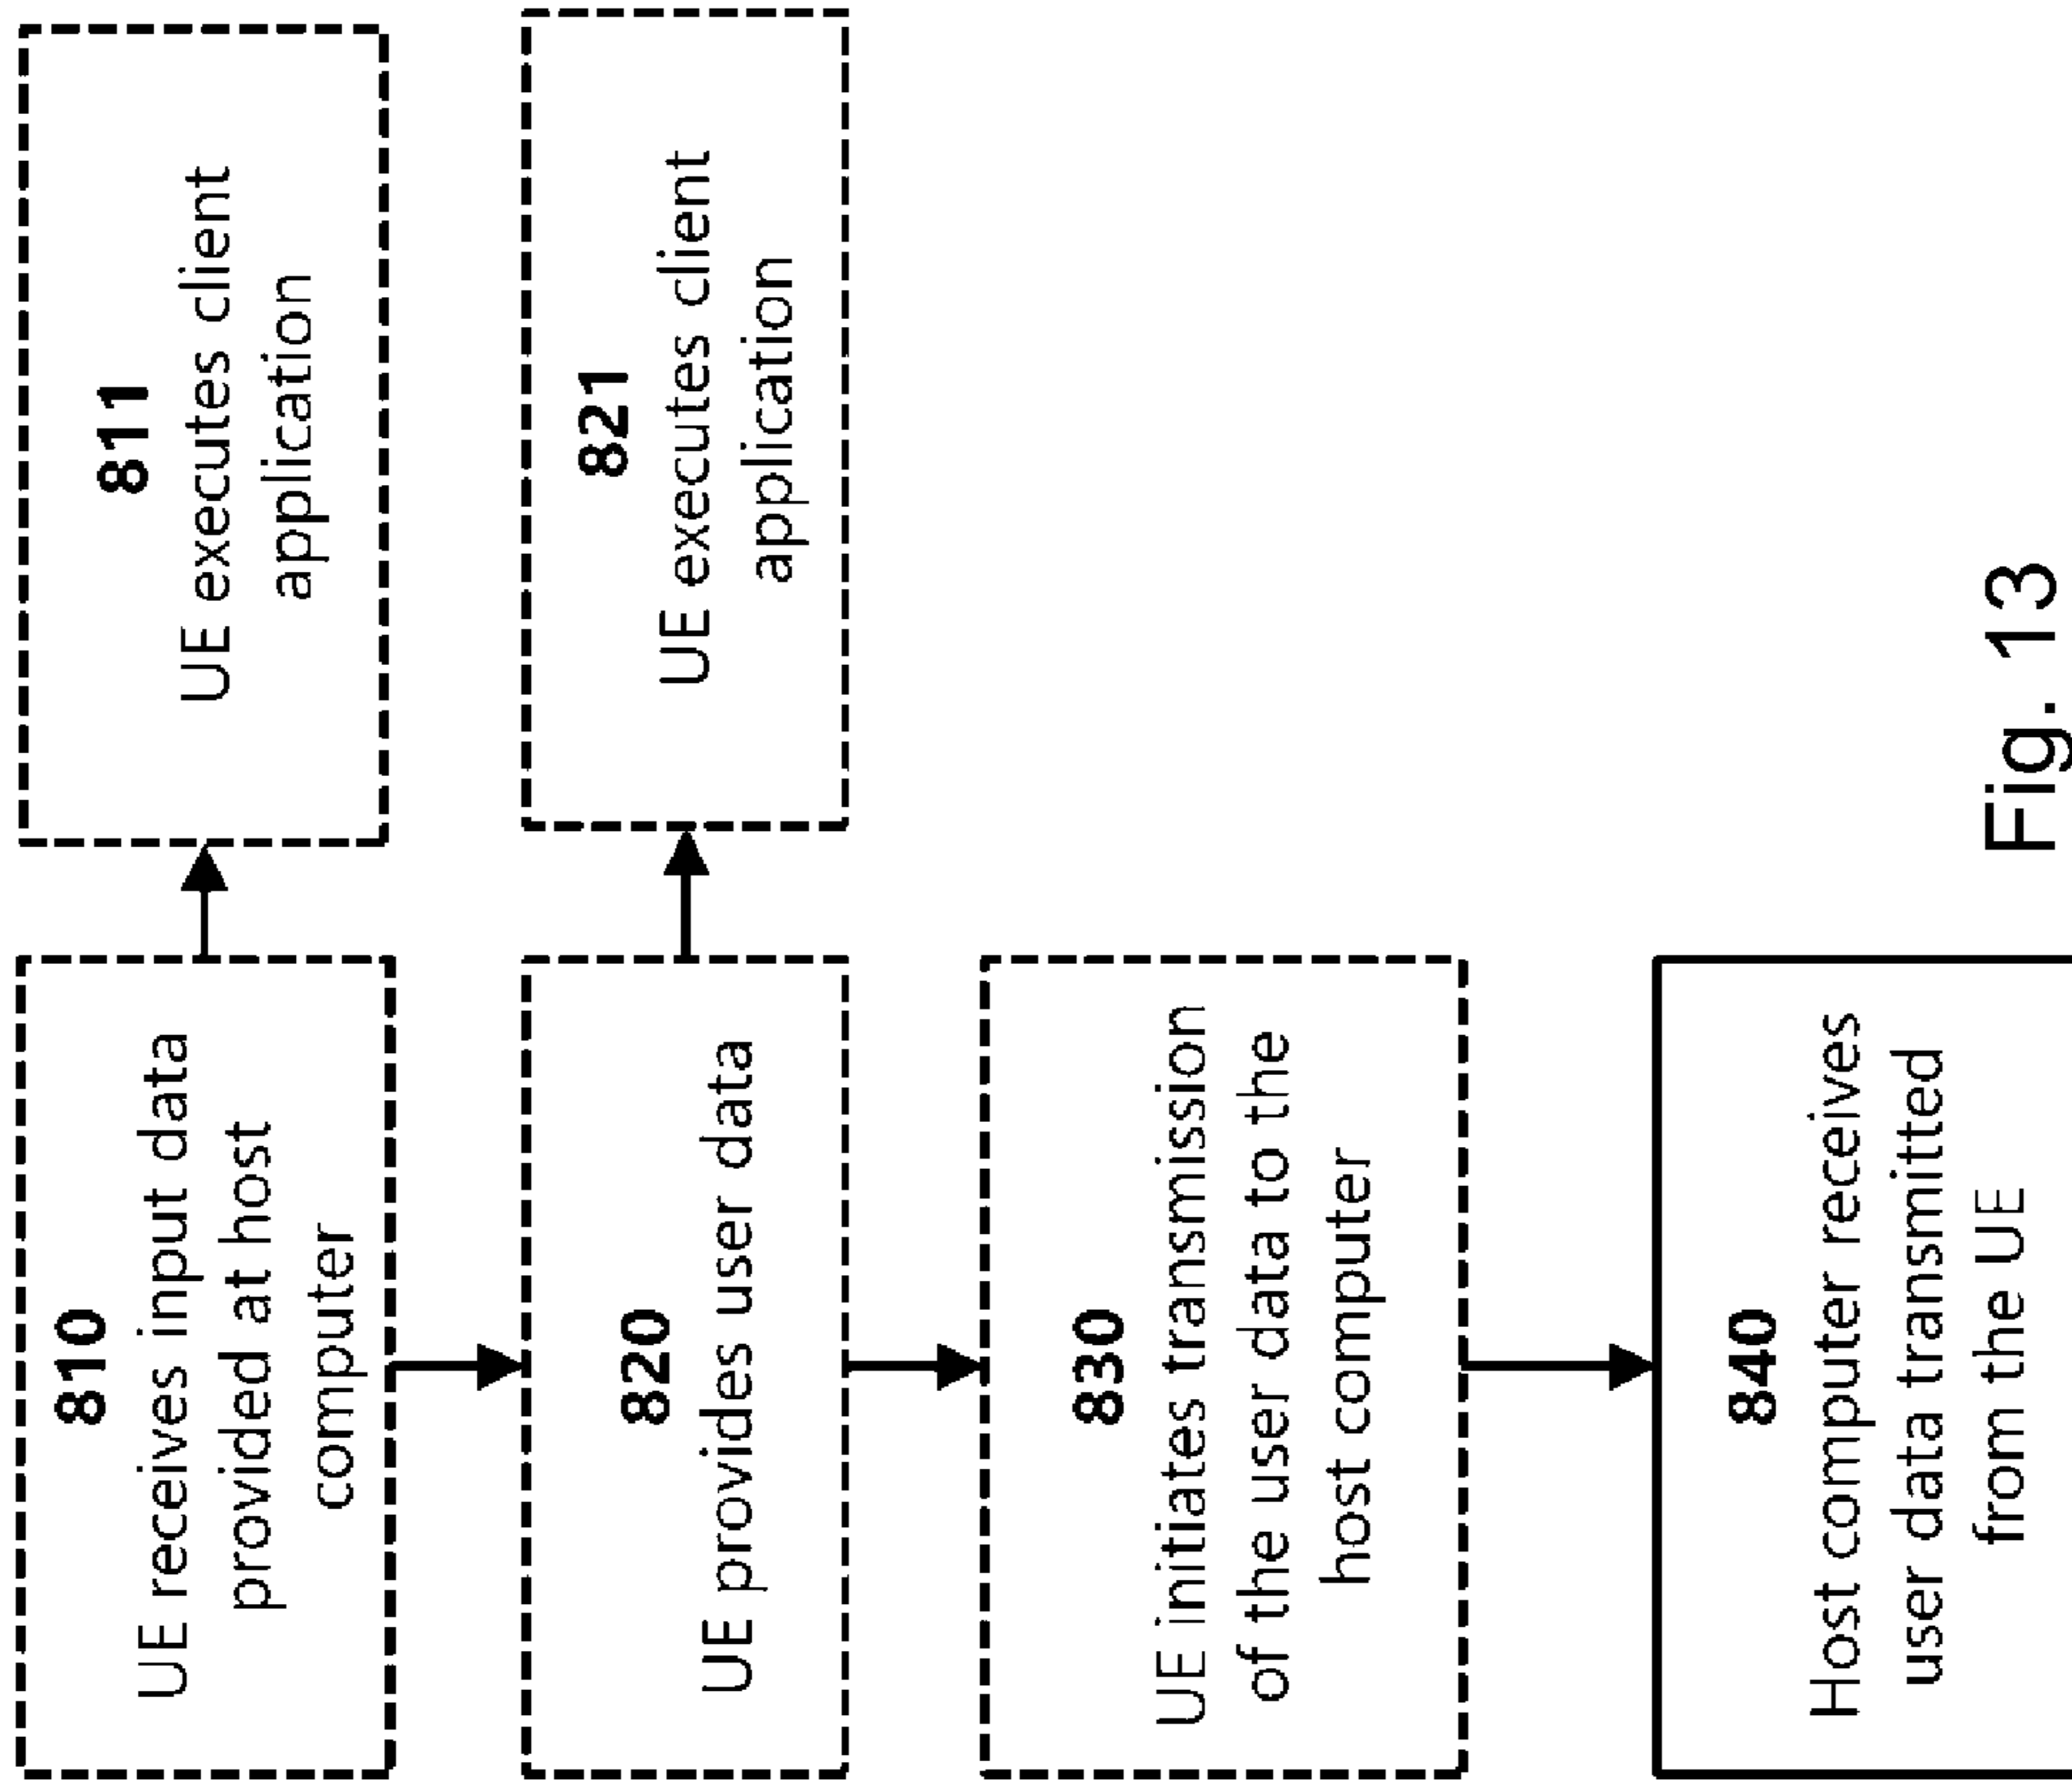 810
UE receives input data
provided at host
computer
811
UE executes client
application
820
UE provides user data
821
UE executes client
application
830
UE initiates transmission
of the user data to the
host computer
840
Host computer receives
user data transmitted
from the UE
Fig. 13